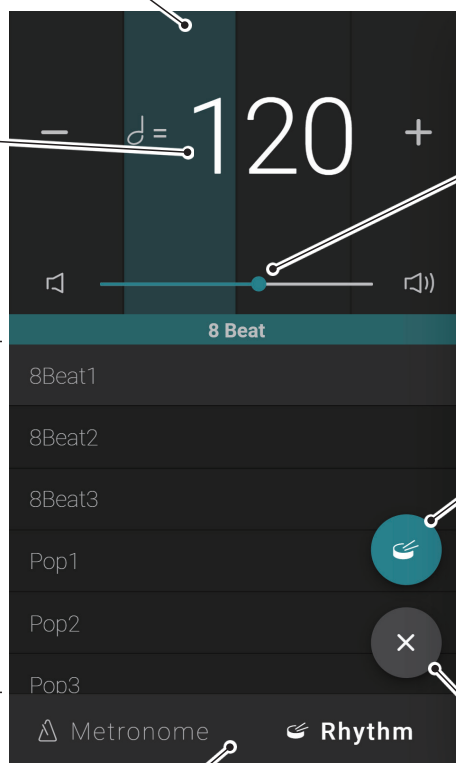 − 𝅗𝅥 = 120 +
8 Beat
8Beat1
8Beat2
8Beat3
Pop1
Pop2
Pop3
Metronome Rhythm